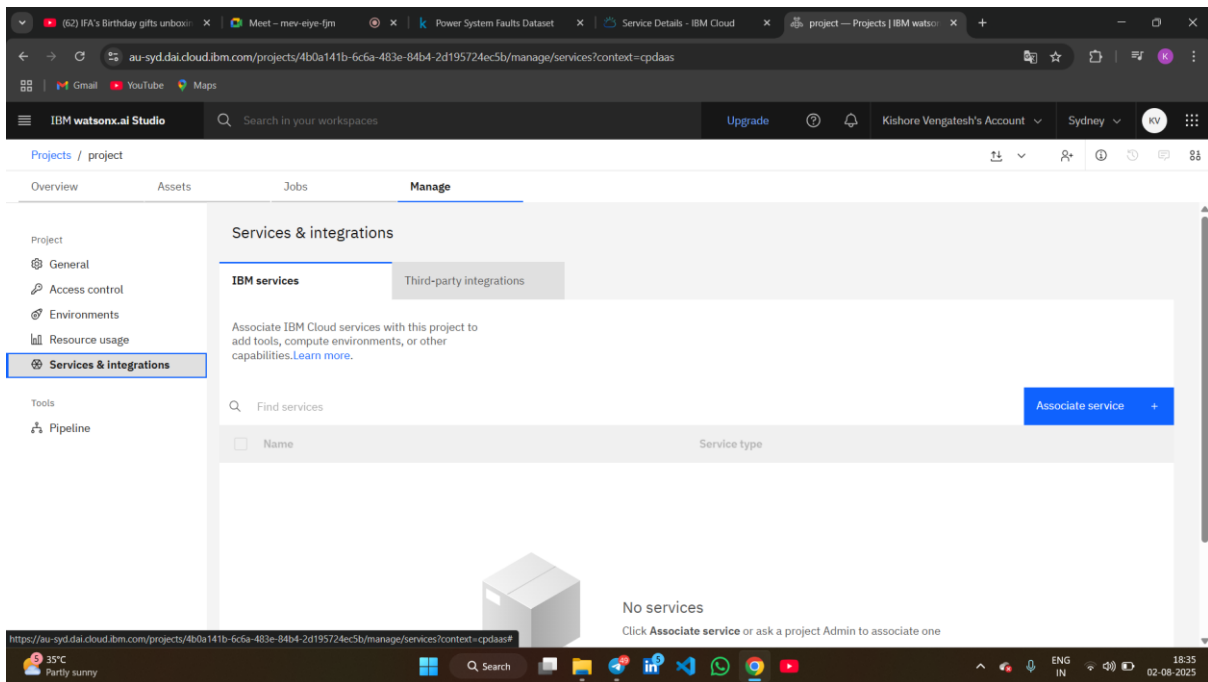 (62) IFA's Birthday gifts unboxin
Meet – mev-eiye-fjm
Power System Faults Dataset
Service Details - IBM Cloud
project — Projects | IBM watso
au-syd.dai.cloud.ibm.com/projects/4b0a141b-6c6a-483e-84b4-2d195724ec5b/manage/services?context=cpdaas
K
Gmail
YouTube
Maps
IBM watsonx.ai Studio
Search in your workspaces
Upgrade
Kishore Vengatesh's Account
Sydney
KV
Projects / project
Overview
Assets
Jobs
Manage
Project
General
Access control
Environments
Resource usage
Services & integrations
Tools
Pipeline
Services & integrations
IBM services
Third-party integrations
Associate IBM Cloud services with this project to
add tools, compute environments, or other
capabilities.Learn more.
Find services
Associate service +
Name
Service type
No services
Click Associate service or ask a project Admin to associate one
https://au-syd.dai.cloud.ibm.com/projects/4b0a141b-6c6a-483e-84b4-2d195724ec5b/manage/services?context=cpdaas#
5
35°C
Partly sunny
Search
ENG
IN
18:35
02-08-2025